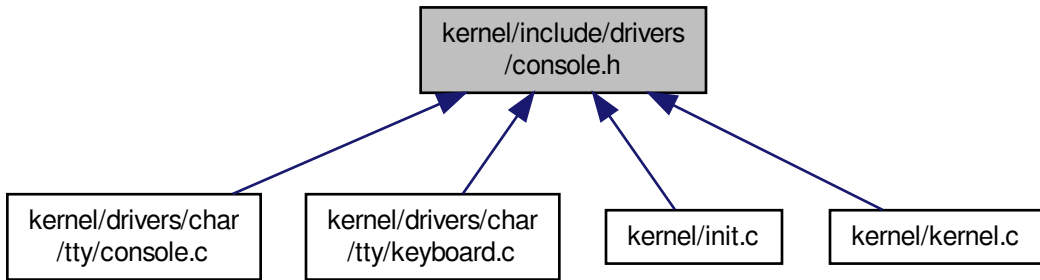 kernel/include/drivers
/console.h
kernel/drivers/char
/tty/console.c
kernel/drivers/char
/tty/keyboard.c
kernel/init.c
kernel/kernel.c